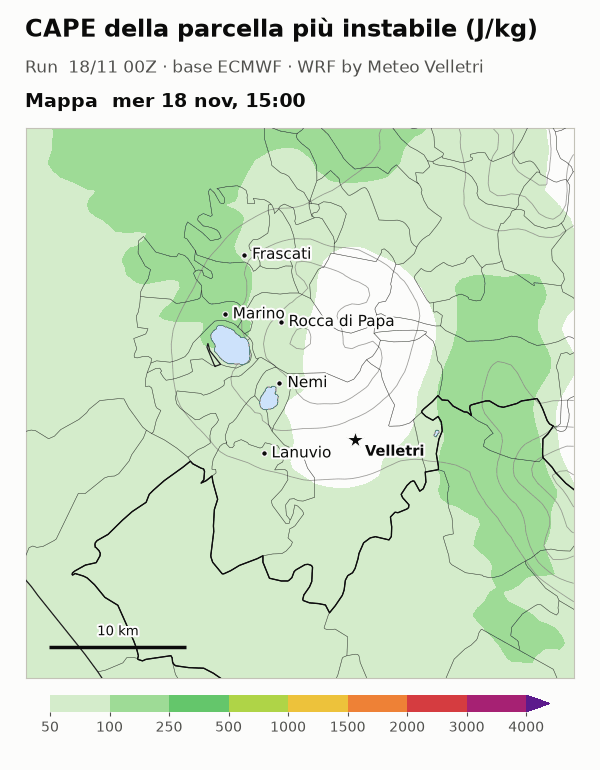 CAPE della parcella più instabile (J/kg)
Run  18/11 00Z · base ECMWF · WRF by Meteo Velletri
Mappa  mer 18 nov, 15:00
Frascati
Marino
Rocca di Papa
Nemi
Velletri
Lanuvio
10 km
50 100 250 500 1000 1500 2000 3000 4000